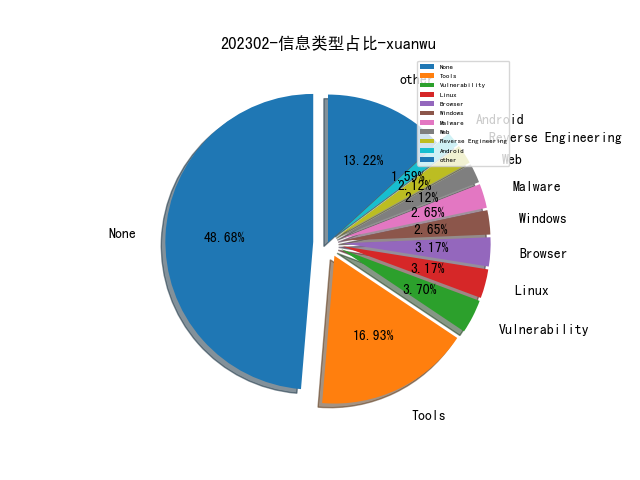 202302-信息类型占比-xuanwu
None
Tools
Vulnerability
Linux
Browser
Windows
Malware
Web
Reverse Engineering
Android
other
other
Android
Reverse Engineering
Web
Malware
Windows
Browser
Linux
Vulnerability
Tools
None
13.22%
1.59%
2.12%
2.12%
2.65%
2.65%
3.17%
3.17%
3.70%
16.93%
48.68%